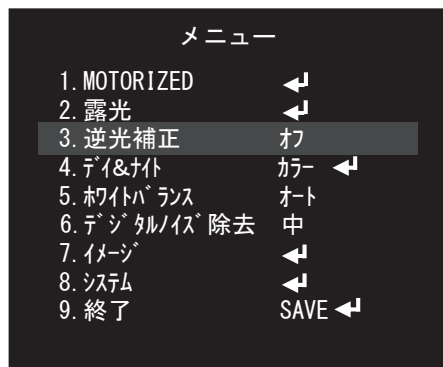 メニュー
1. MOTORIZED ↵
2. 露光 ↵
3. 逆光補正 オフ
4. ﾃﾞｲ&ﾅｲﾄ ｶﾗｰ ↵
5. ﾎﾜｲﾄﾊﾞﾗﾝｽ ｵｰﾄ
6. ﾃﾞｼﾞﾀﾙﾉｲｽﾞ除去 中
7. ｲﾒｰｼﾞ ↵
8. ｼｽﾃﾑ ↵
9. 終了 SAVE ↵